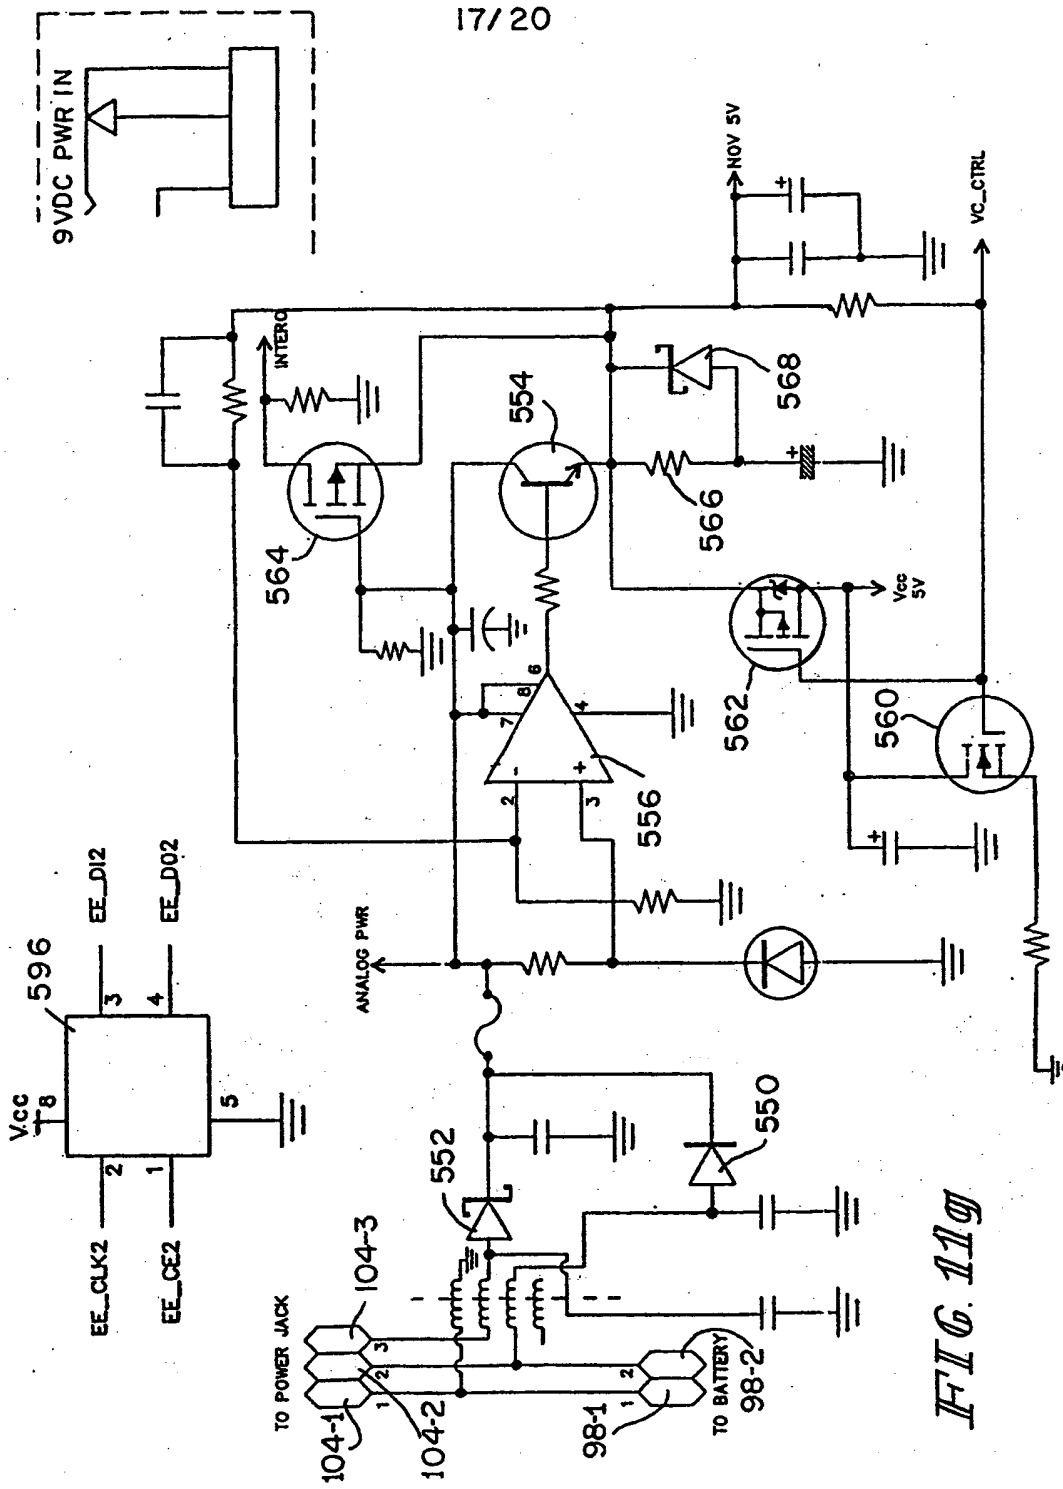 17/20
9VDC PWR IN
596
Vcc
8
EE_CLK2
2
3
EE_DI2
EE_CE2
1
4
EE_DO2
5
INTERO
564
554
NOV 5V
ANALOG PWR
7
8
6
2
-
+
3
4
556
566
568
+
+
VC_CTRL
562
Vcc
5V
560
+
TO POWER JACK
104-3
104-1
104-2
3
2
1
552
550
1
2
98-1
TO BATTERY
98-2
FIG. 11g